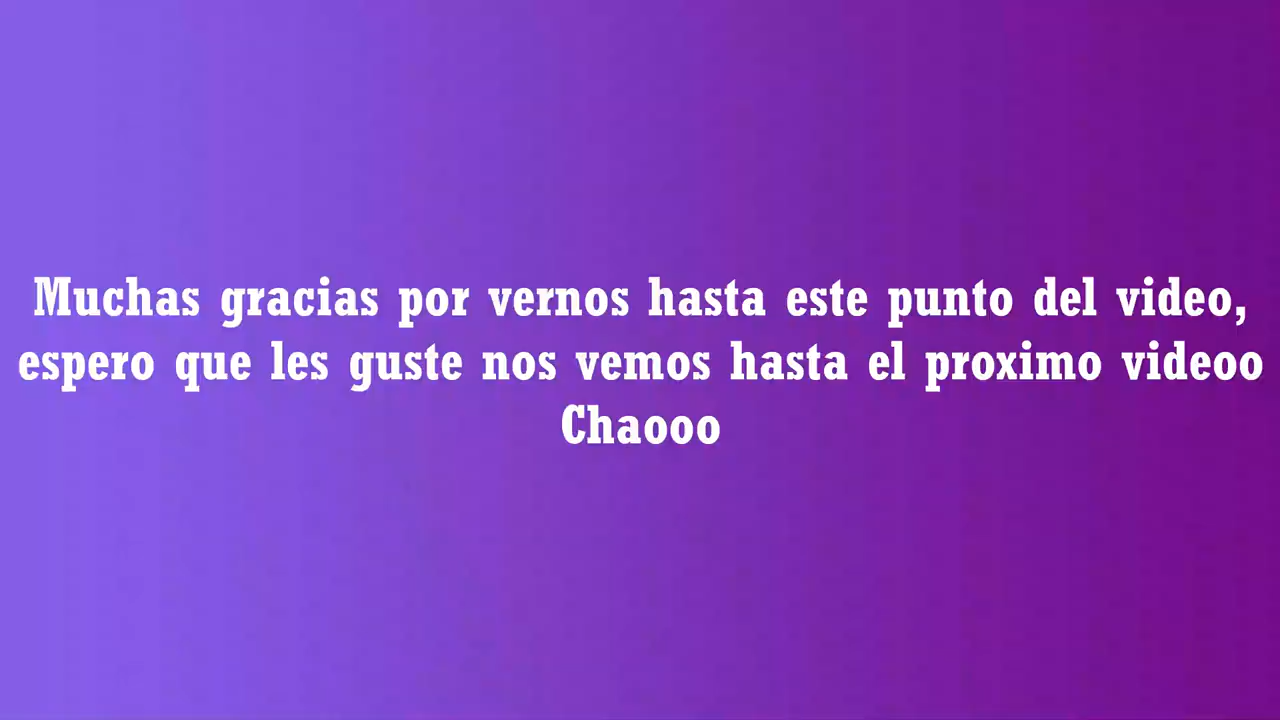 Muchas gracias por vernos hasta este punto del video,
espero que les guste nos vemos hasta el proximo videoo
Chaooo